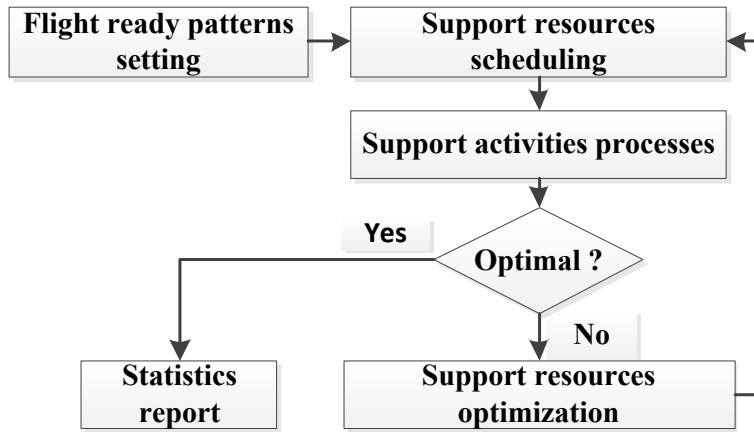 Flight ready patterns
setting
Support resources
scheduling
Support activities processes
Yes
Optimal ?
No
Statistics
report
Support resources
optimization